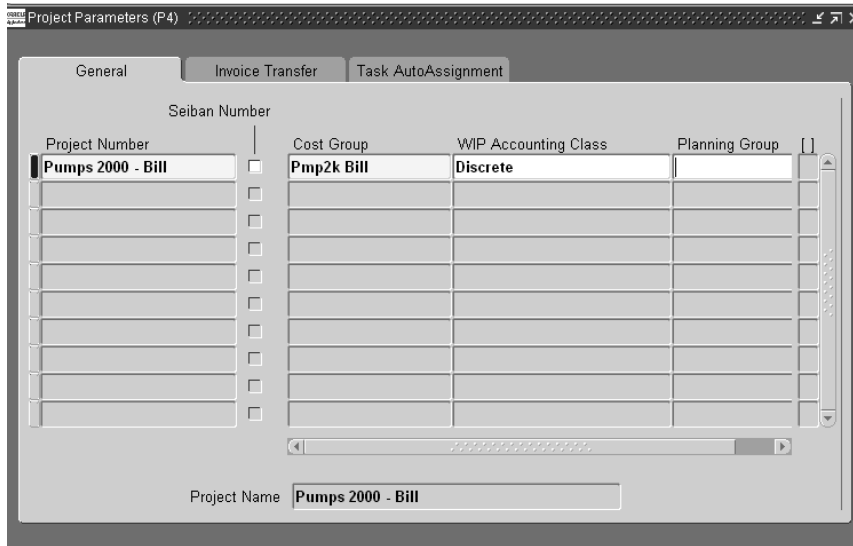 Project Parameters (P4)
General Invoice Transfer Task AutoAssignment
Seiban Number
Project Number Cost Group WIP Accounting Class Planning Group [ ]
Pumps 2000 - Bill Pmp2k Bill Discrete
Project Name Pumps 2000 - Bill